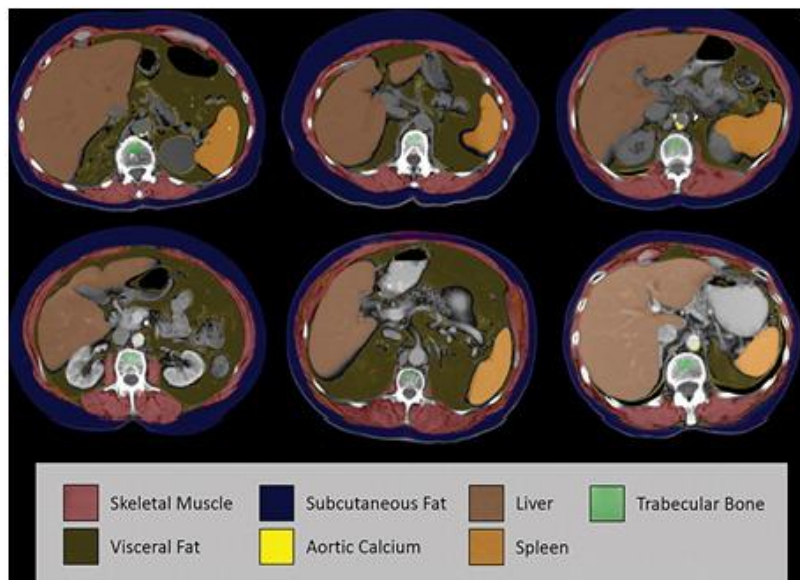 Skeletal Muscle Subcutaneous Fat Liver Trabecular Bone
Visceral Fat Aortic Calcium Spleen